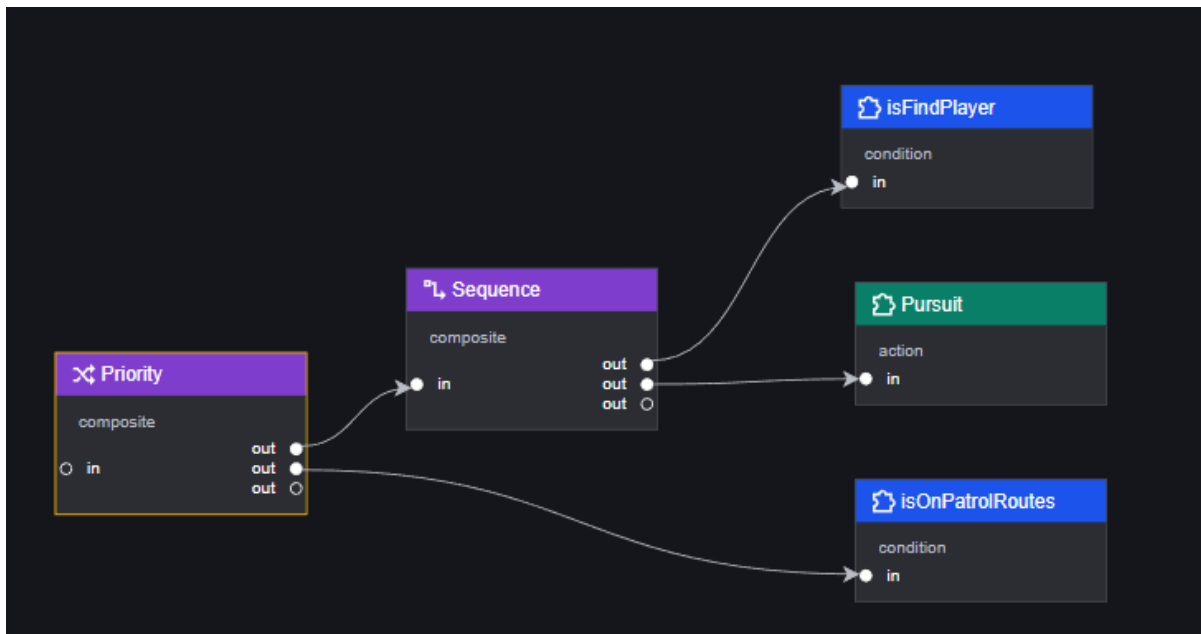 Priority
composite
in
out
out
out
Sequence
composite
in
out
out
out
isFindPlayer
condition
in
Pursuit
action
in
isOnPatrolRoutes
condition
in